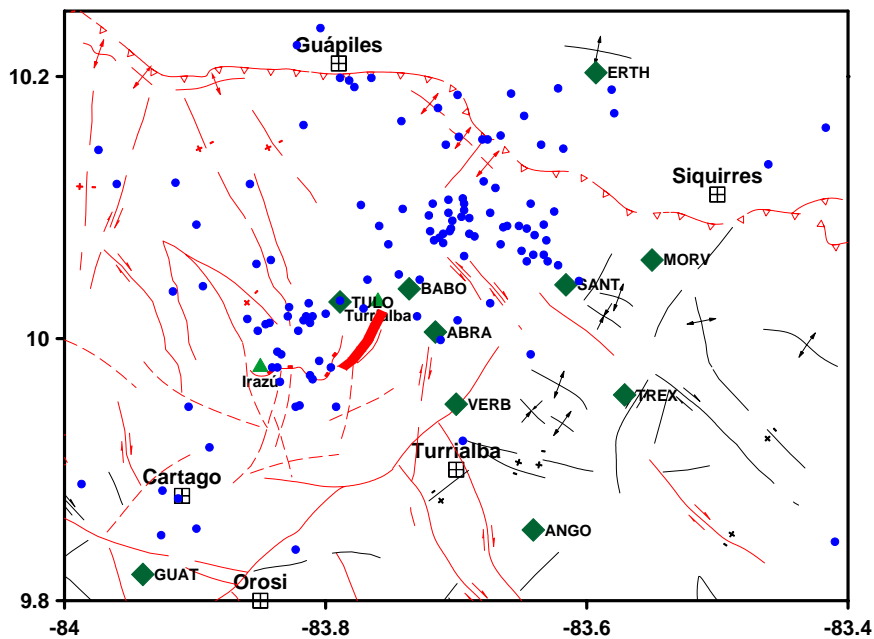 Guápiles
10.2
ERTH
Siquirres
MORV
SANT
BABO
TULO
Turrialba
10
ABRA
Irazú
TREX
VERB
Turrialba
Cartago
ANGO
GUAT
Orosi
9.8
-84
-83.8
-83.6
-83.4